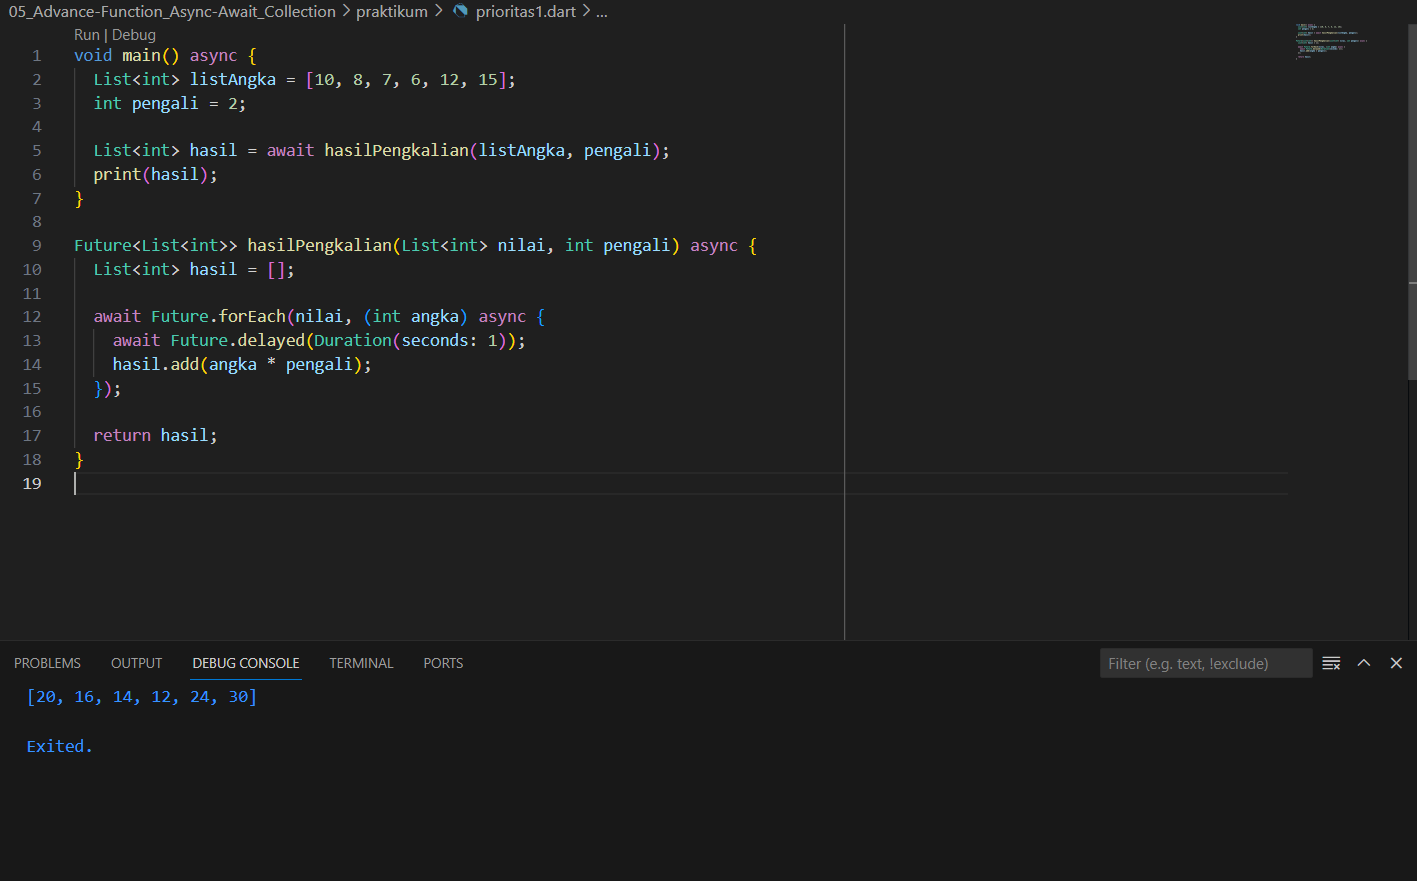 05_Advance-Function_Async-Await_Collection > praktikum > prioritas1.dart > ...
Run | Debug
1 void main() async {
2 List<int> listAngka = [10, 8, 7, 6, 12, 15];
3 int pengali = 2;
4
5 List<int> hasil = await hasilPengkalian(listAngka, pengali);
6 print(hasil);
7 }
8
9 Future<List<int>> hasilPengkalian(List<int> nilai, int pengali) async {
10 List<int> hasil = [];
11
12 await Future.forEach(nilai, (int angka) async {
13 await Future.delayed(Duration(seconds: 1));
14 hasil.add(angka * pengali);
15 });
16
17 return hasil;
18 }
19
PROBLEMS OUTPUT DEBUG CONSOLE TERMINAL PORTS Filter (e.g. text, !exclude)
[20, 16, 14, 12, 24, 30]
Exited.